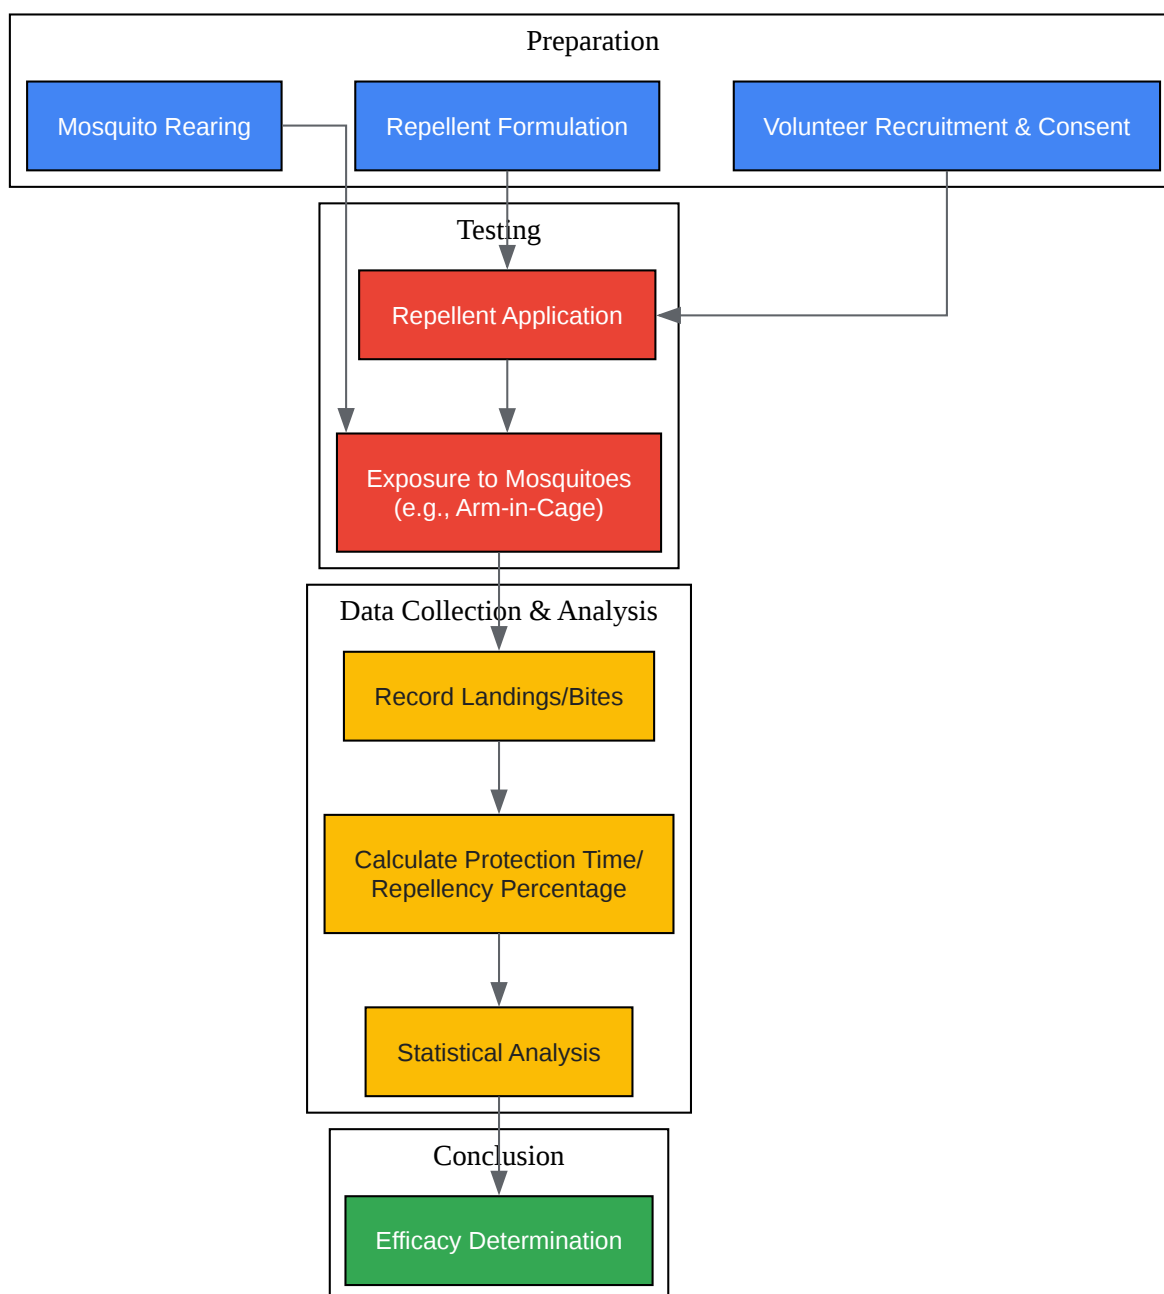 Preparation
Mosquito Rearing
Repellent Formulation
Volunteer Recruitment & Consent
Testing
Repellent Application
Exposure to Mosquitoes
(e.g., Arm-in-Cage)
Data Collection & Analysis
Record Landings/Bites
Calculate Protection Time/
Repellency Percentage
Statistical Analysis
Conclusion
Efficacy Determination